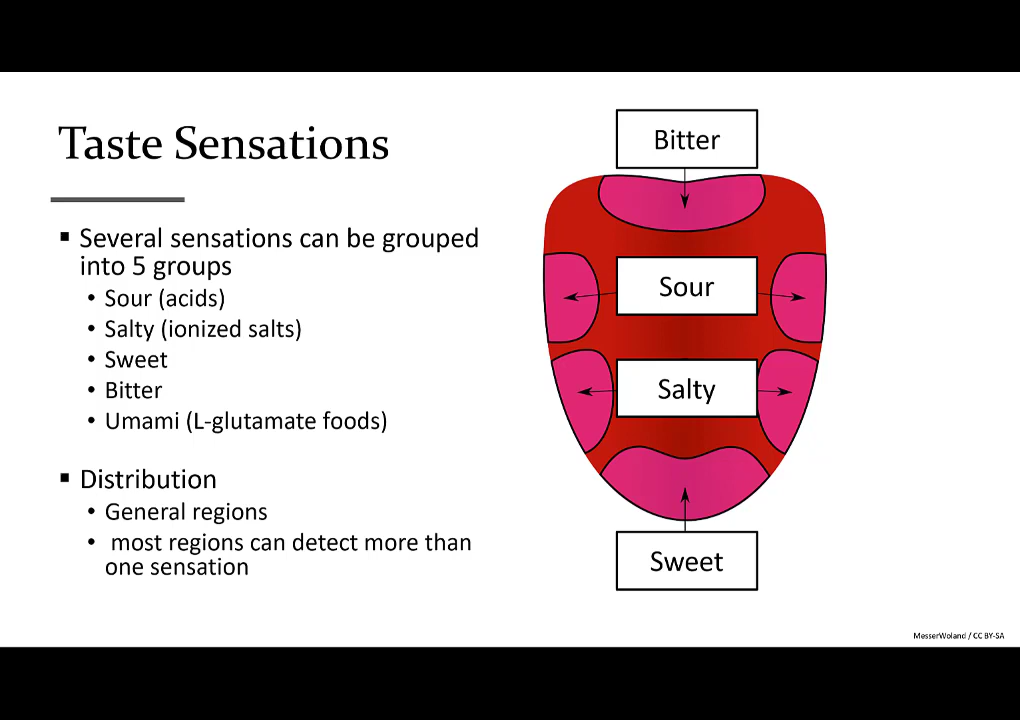 Taste Sensations
▪ Several sensations can be grouped
into 5 groups
• Sour (acids)
• Salty (ionized salts)
• Sweet
• Bitter
• Umami (L-glutamate foods)
▪ Distribution
• General regions
• most regions can detect more than
one sensation
Bitter
Sour
Salty
Sweet
MesserWoland / CC BY-SA